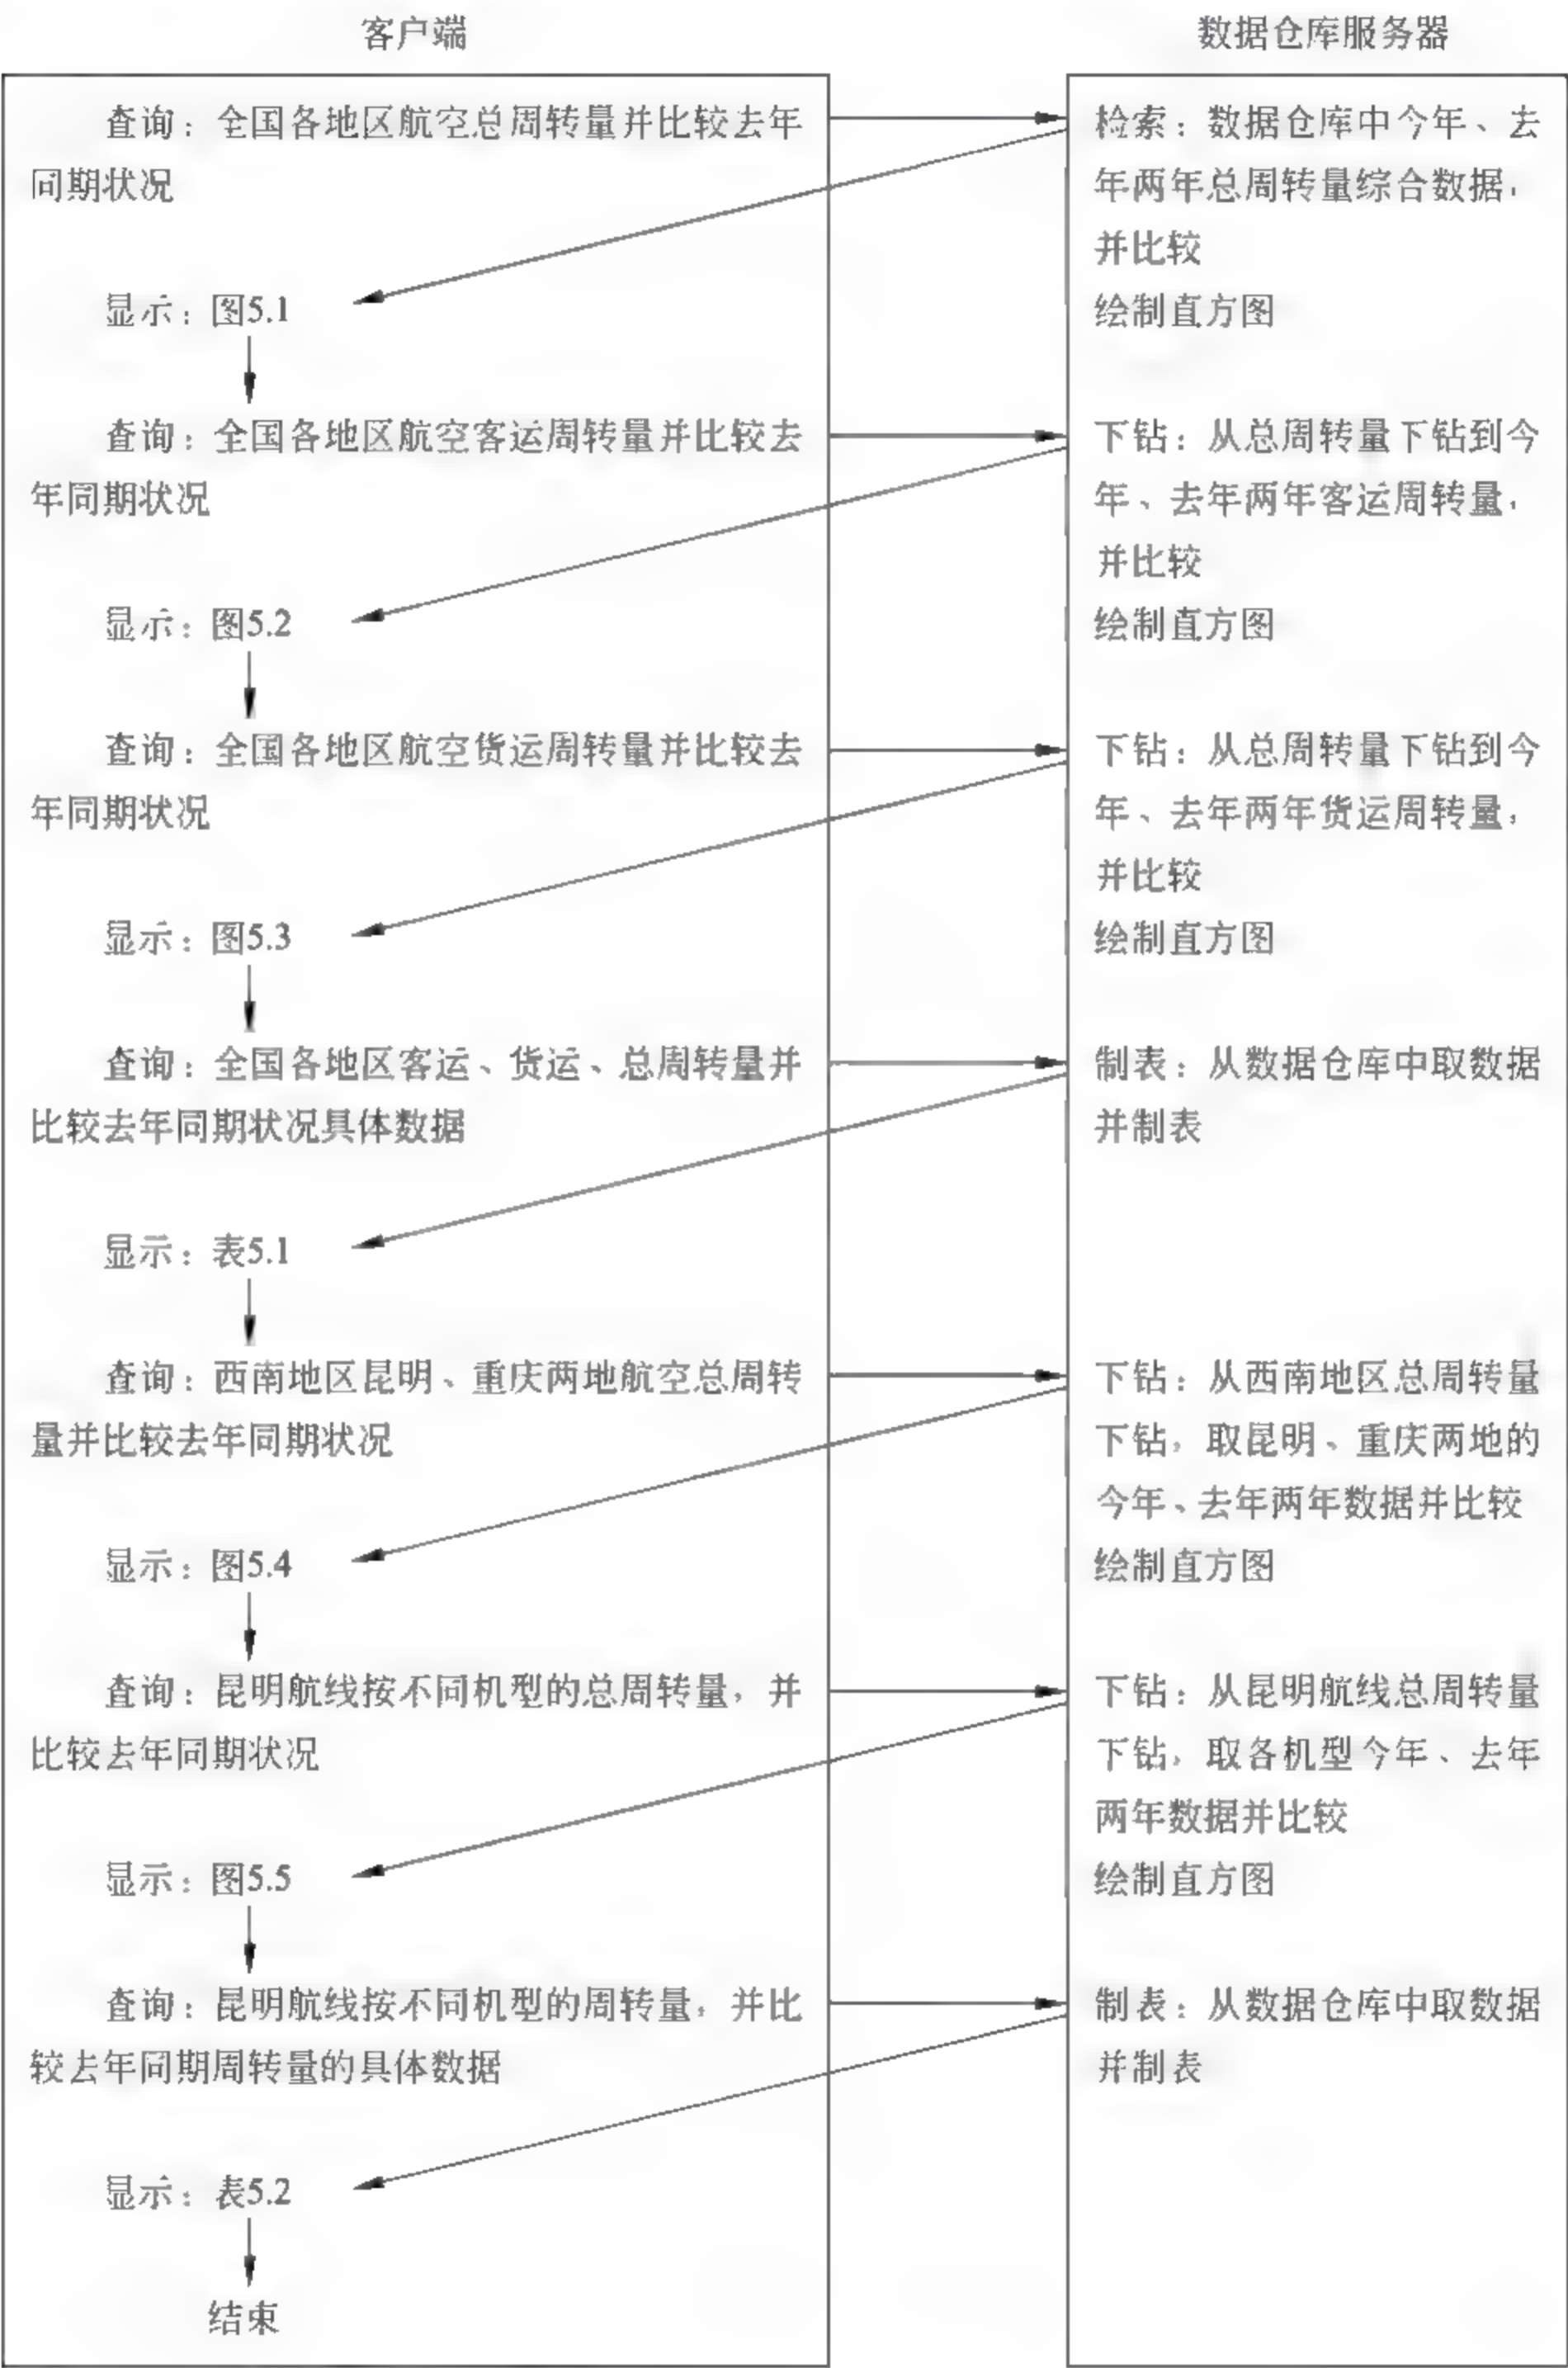 客户端
数据仓库服务器
查询：全国各地区航空总周转量并比较去年
同期状况
检索：数据仓库中今年、去
年两年总周转量综合数据，
并比较
绘制直方图
显示：图5.1
查询：全国各地区航空客运周转量并比较去
年同期状况
下钻：从总周转量下钻到今
年、去年两年客运周转量，
并比较
绘制直方图
显示：图5.2
查询：全国各地区航空货运周转量并比较去
年同期状况
下钻：从总周转量下钻到今
年、去年两年货运周转量，
并比较
绘制直方图
显示：图5.3
查询：全国各地区客运、货运、总周转量并
比较去年同期状况具体数据
制表：从数据仓库中取数据
并制表
显示：表5.1
查询：西南地区昆明、重庆两地航空总周转
量并比较去年同期状况
下钻：从西南地区总周转量
下钻，取昆明、重庆两地的
今年、去年两年数据并比较
绘制直方图
显示：图5.4
查询：昆明航线按不同机型的总周转量，并
比较去年同期状况
下钻：从昆明航线总周转量
下钻，取各机型今年、去年
两年数据并比较
绘制直方图
显示：图5.5
查询：昆明航线按不同机型的周转量，并比
较去年同期周转量的具体数据
制表：从数据仓库中取数据
并制表
显示：表5.2
结束